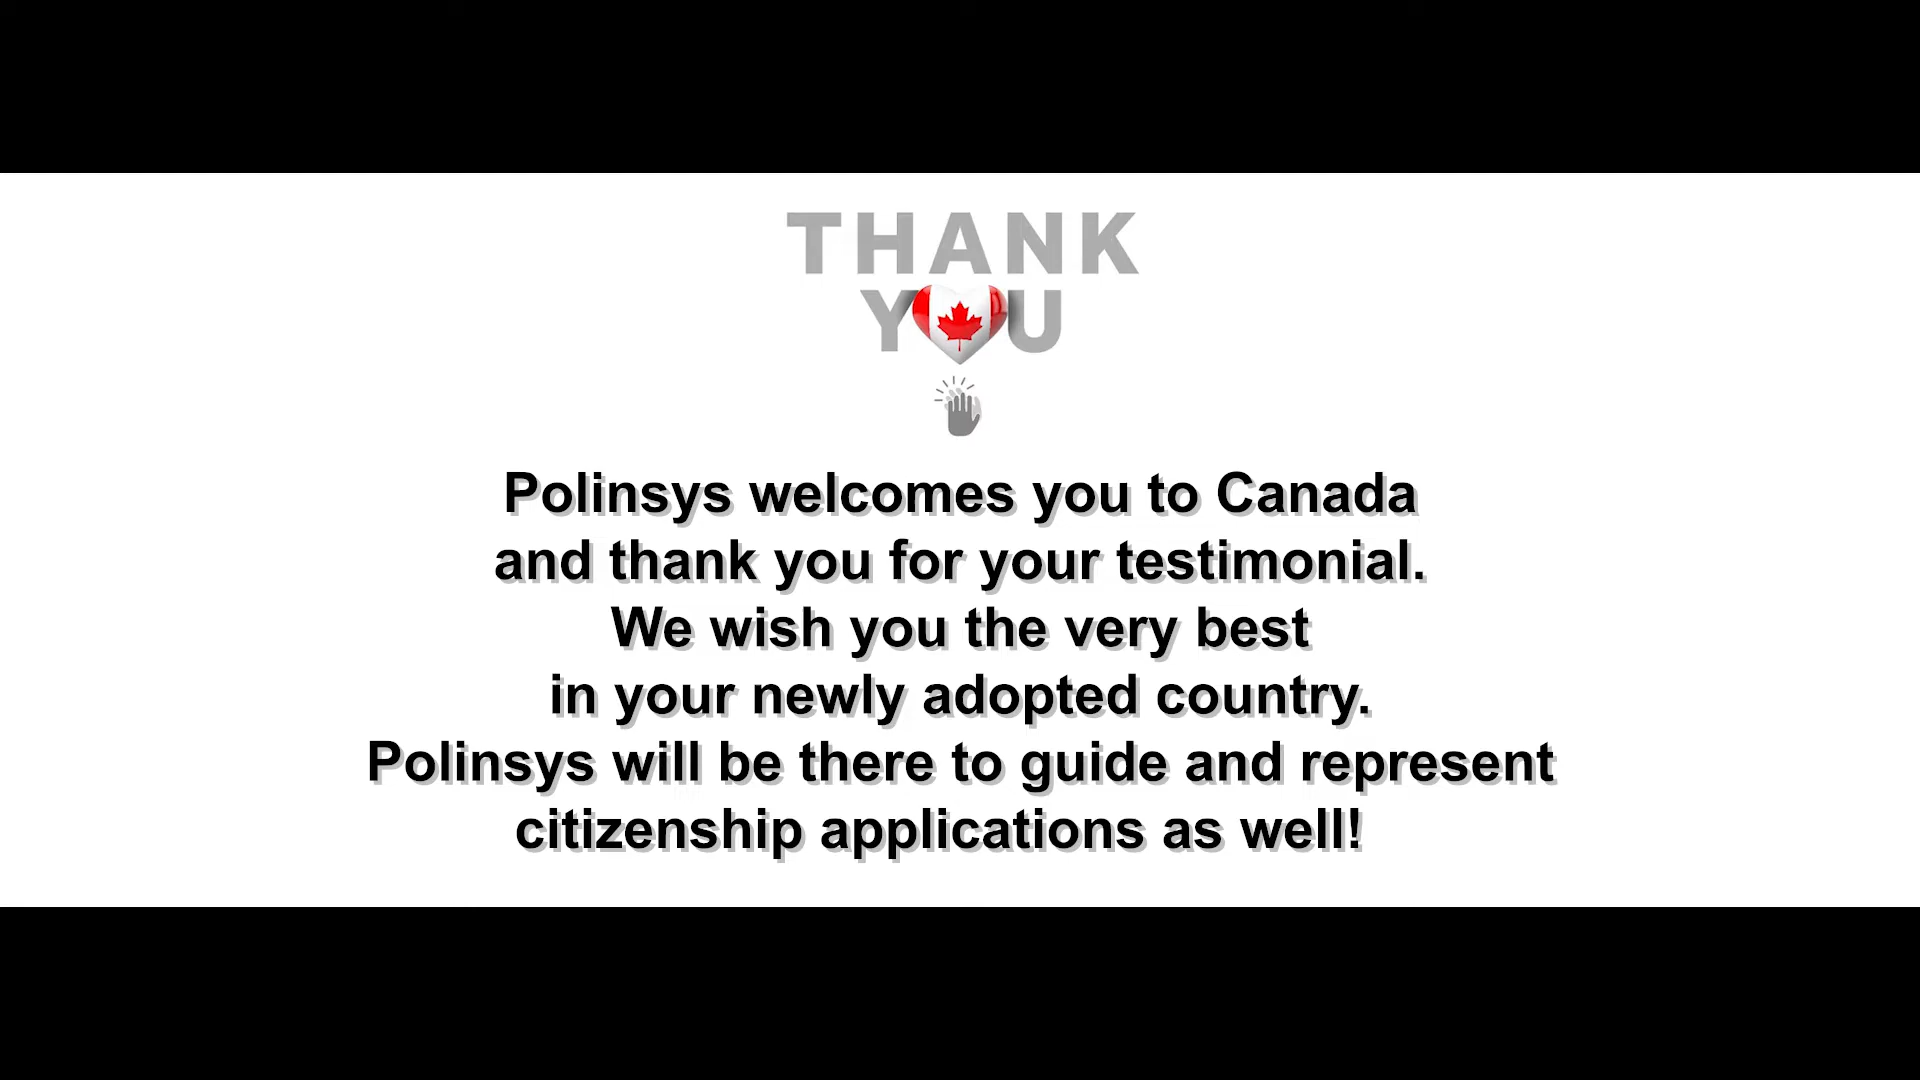 THANK
YOU
Polinsys welcomes you to Canada
and thank you for your testimonial.
We wish you the very best
in your newly adopted country.
Polinsys will be there to guide and represent
citizenship applications as well!